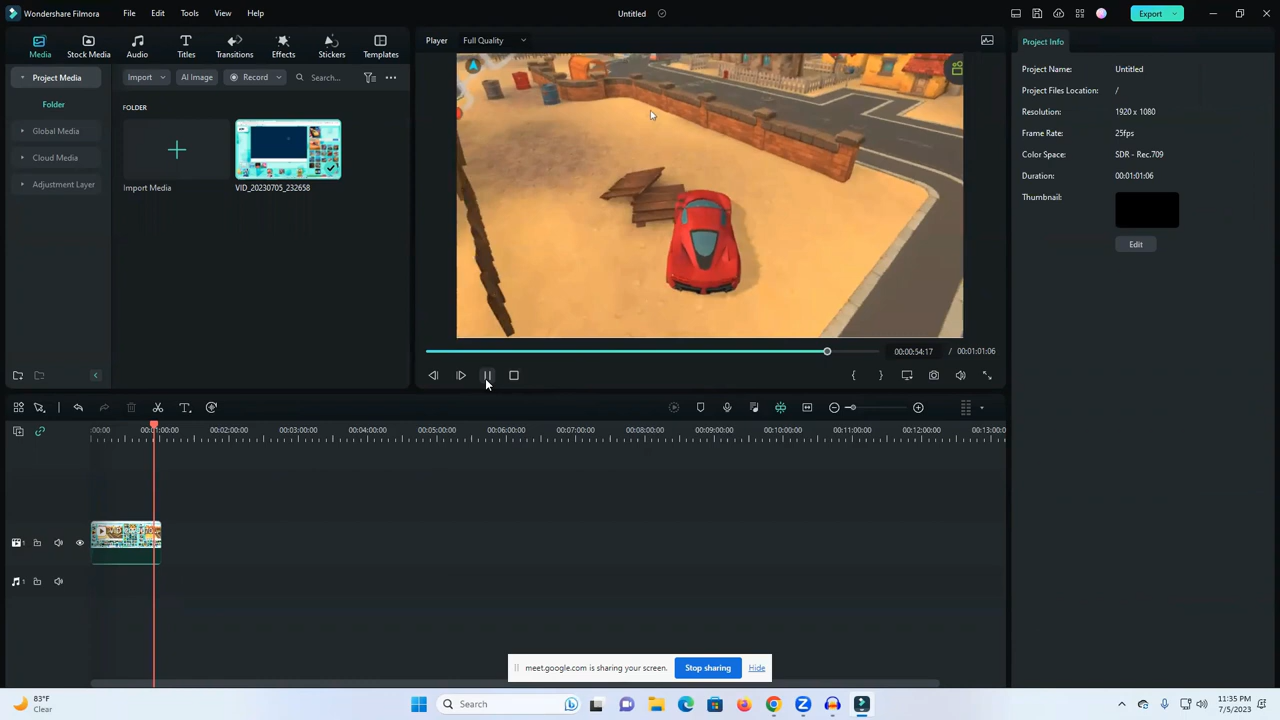 Wondershare Filmora File Edit Tools View Help Untitled Export
Media Stock Media Audio Titles Transitions Effects Stickers Templates
Player Full Quality
Project Info
Project Media Import AI Image Record Search...
Project Name: Untitled
Project Files Location: /
Resolution: 1920 x 1080
Frame Rate: 25fps
Color Space: SDR - Rec.709
Duration: 00:01:01:06
Thumbnail:
Edit
Folder
FOLDER
Global Media
Cloud Media
Adjustment Layer
Import Media VID_20230705_232658
00:00:54:17 / 00:01:01:06
:00:00 00:01:00:00 00:02:00:00 00:03:00:00 00:04:00:00 00:05:00:00 00:06:00:00 00:07:00:00 00:08:00:00 00:09:00:00 00:10:00:00 00:11:00:00 00:12:00:00 00:13:00:0
1
1
meet.google.com is sharing your screen. Stop sharing Hide
83°F
Clear
Search
11:35 PM
7/5/2023